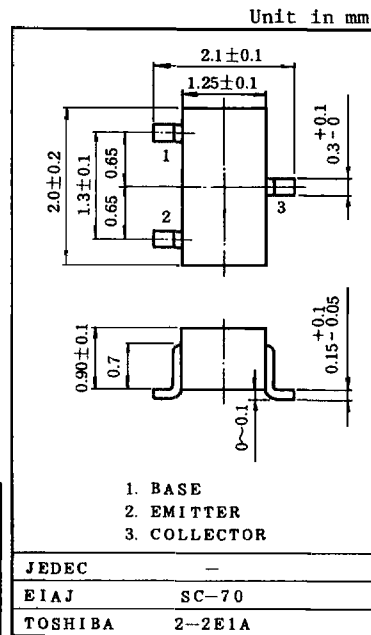 Unit in mm
2.1±0.1
1.25±0.1
+0.1
0.3-0
2.0±0.2
1.3±0.1
0.65
0.65
1
2
3
0.90±0.1
0.7
0~0.1
+0.1
0.15-0.05
1. BASE
2. EMITTER
3. COLLECTOR
JEDEC —
EIAJ SC-70
TOSHIBA 2-2E1A